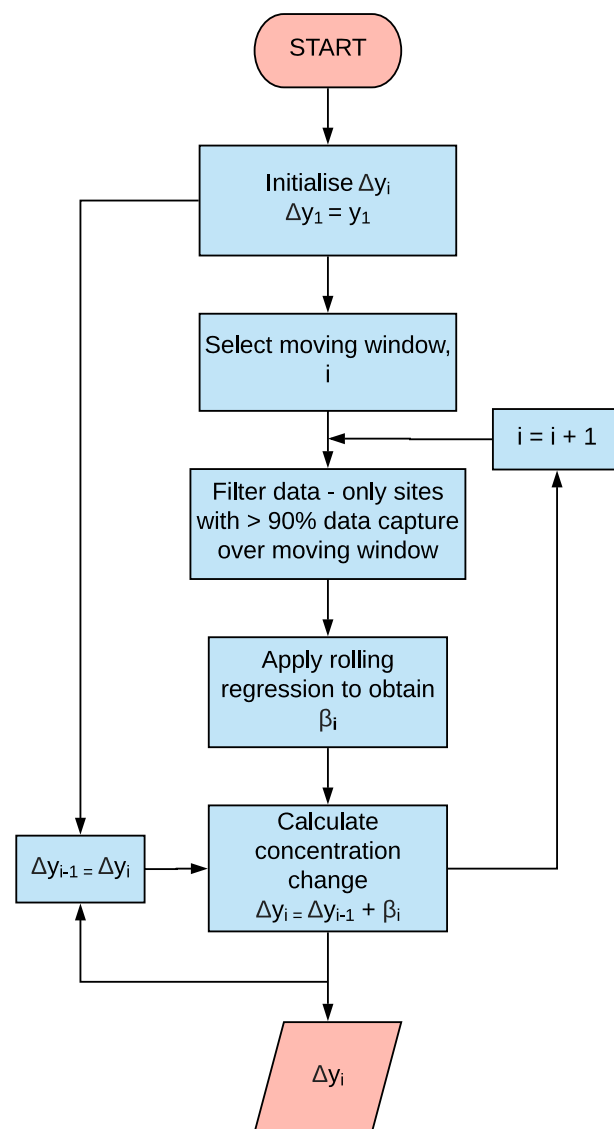 START
Initialise Δyᵢ
Δy₁ = y₁
Select moving window,
i
i = i + 1
Filter data - only sites
with > 90% data capture
over moving window
Apply rolling
regression to obtain
βᵢ
Calculate
concentration
change
Δyᵢ = Δyᵢ₋₁ + βᵢ
Δyᵢ₋₁ = Δyᵢ
Δyᵢ